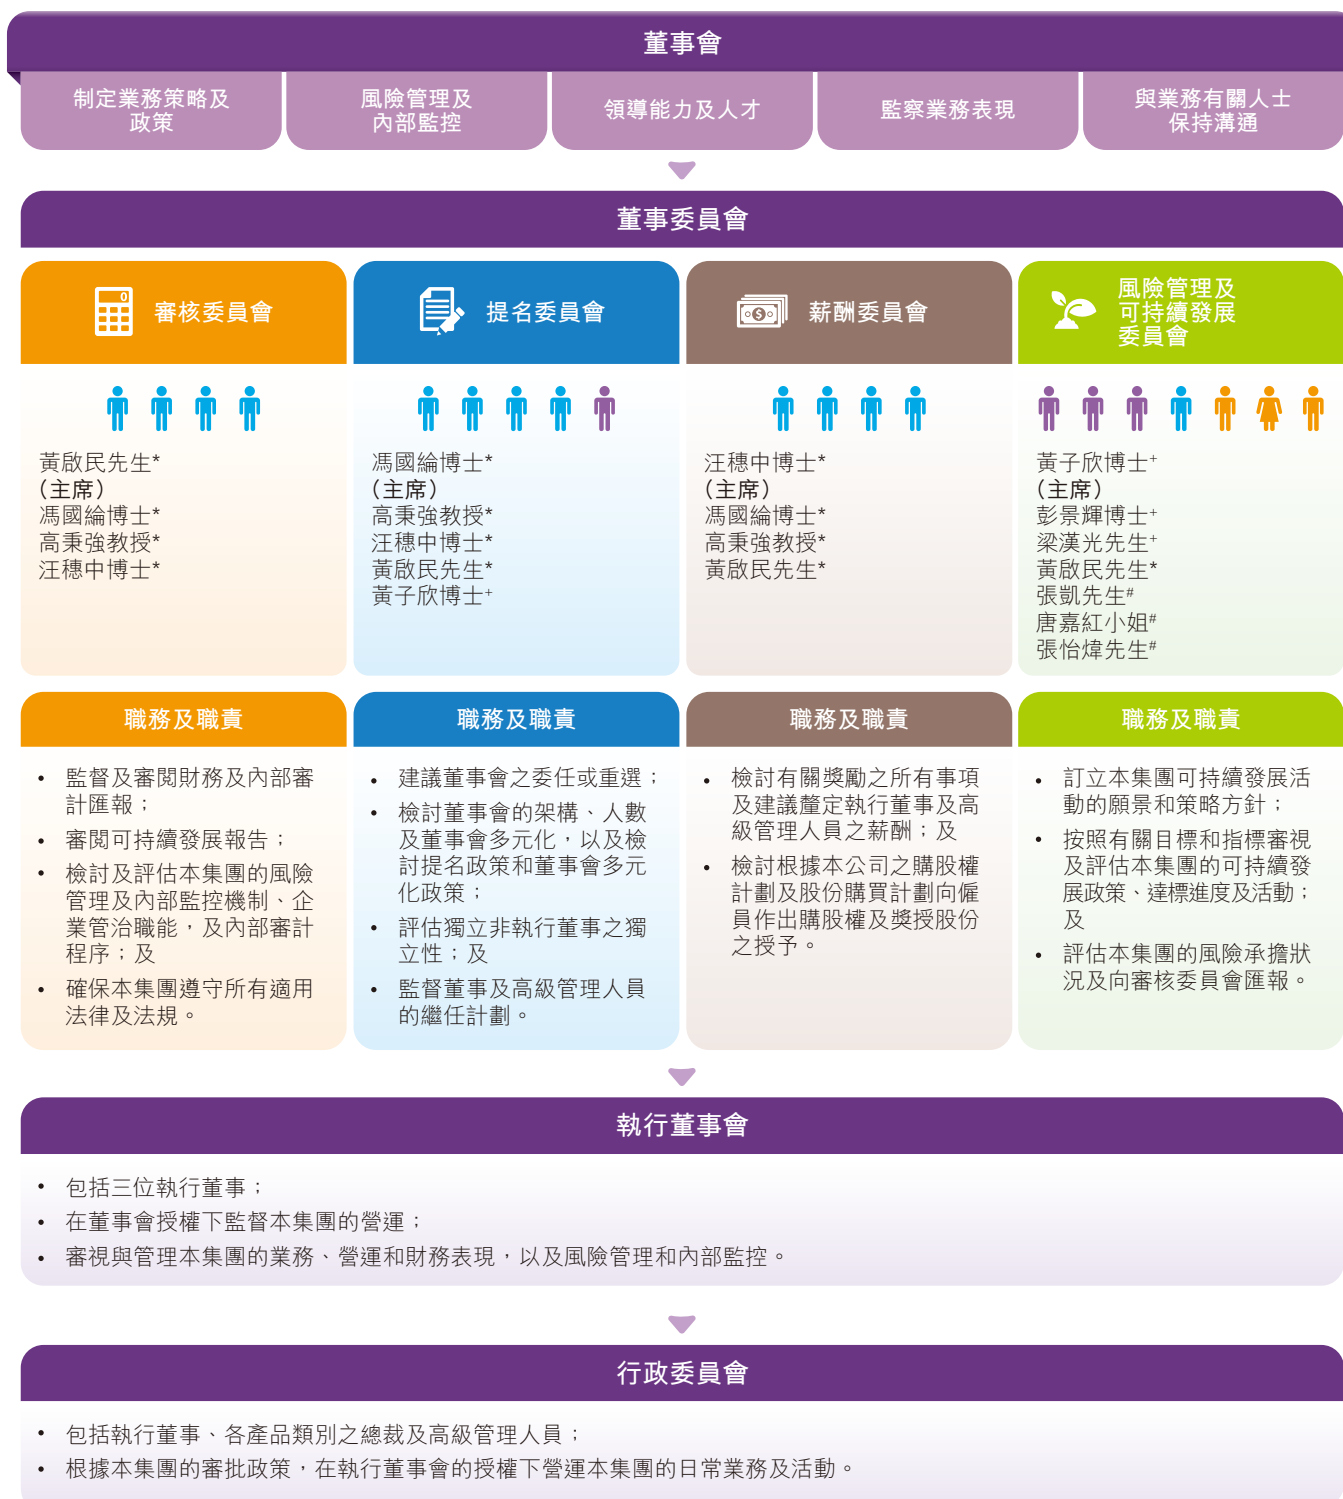 董事會
制定業務策略及
政策
風險管理及
內部監控
領導能力及人才
監察業務表現
與業務有關人士
保持溝通
董事委員會
審核委員會
黃啟民先生*
（主席）
馮國綸博士*
高秉強教授*
汪穗中博士*
提名委員會
馮國綸博士*
（主席）
高秉強教授*
汪穗中博士*
黃啟民先生*
黃子欣博士+
薪酬委員會
汪穗中博士*
（主席）
馮國綸博士*
高秉強教授*
黃啟民先生*
風險管理及
可持續發展
委員會
黃子欣博士+
（主席）
彭景輝博士+
梁漢光先生+
黃啟民先生*
張凱先生#
唐嘉紅小姐#
張怡煒先生#
職務及職責
• 監督及審閱財務及內部審
計匯報；
• 審閱可持續發展報告；
• 檢討及評估本集團的風險
管理及內部監控機制、企
業管治職能，及內部審計
程序；及
• 確保本集團遵守所有適用
法律及法規。
職務及職責
• 建議董事會之委任或重選；
• 檢討董事會的架構、人數
及董事會多元化，以及檢
討提名政策和董事會多元
化政策；
• 評估獨立非執行董事之獨
立性；及
• 監督董事及高級管理人員
的繼任計劃。
職務及職責
• 檢討有關獎勵之所有事項
及建議釐定執行董事及高
級管理人員之薪酬；及
• 檢討根據本公司之購股權
計劃及股份購買計劃向僱
員作出購股權及獎授股份
之授予。
職務及職責
• 訂立本集團可持續發展活
動的願景和策略方針；
• 按照有關目標和指標審視
及評估本集團的可持續發
展政策、達標進度及活動；
及
• 評估本集團的風險承擔狀
況及向審核委員會匯報。
執行董事會
• 包括三位執行董事；
• 在董事會授權下監督本集團的營運；
• 審視與管理本集團的業務、營運和財務表現，以及風險管理和內部監控。
行政委員會
• 包括執行董事、各產品類別之總裁及高級管理人員；
• 根據本集團的審批政策，在執行董事會的授權下營運本集團的日常業務及活動。